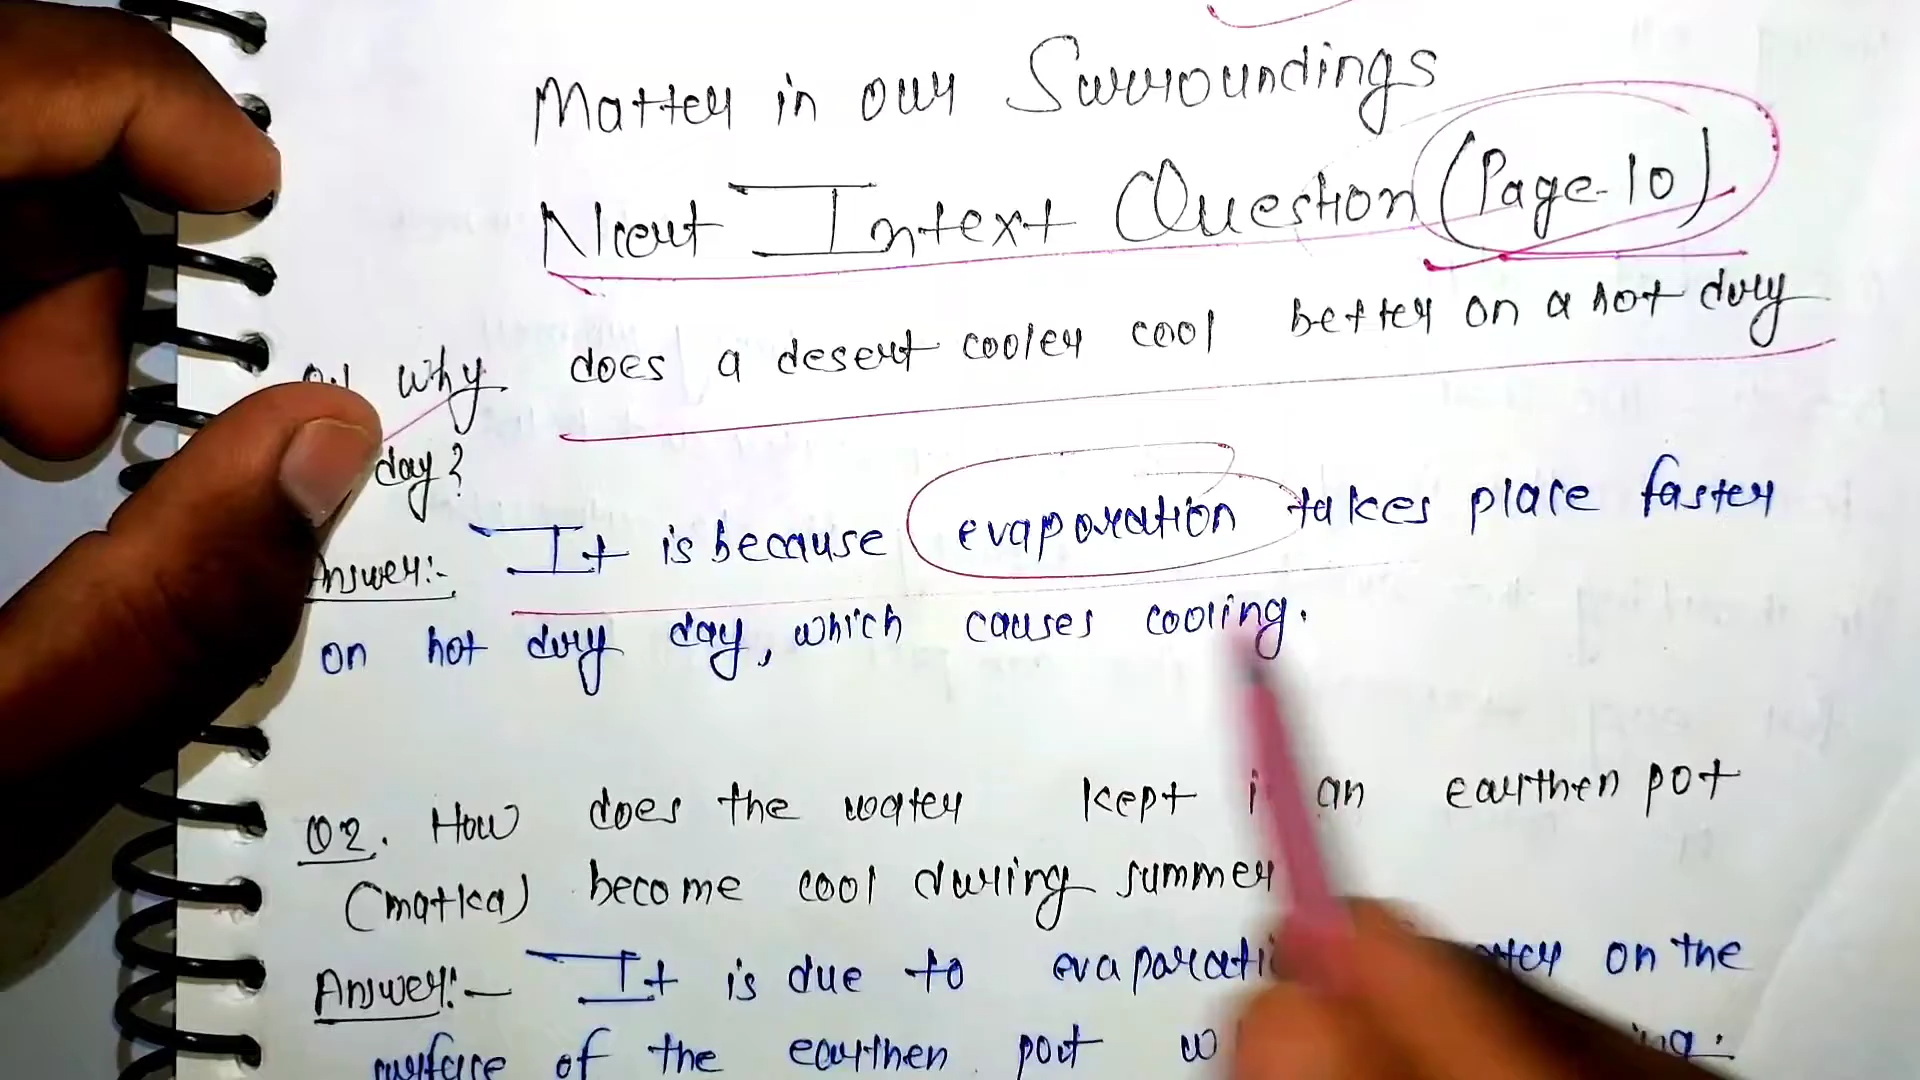 Matter in our Surroundings
Ncert Intext Question (Page-10)
Why does a desert cooler cool better on a hot dry
day?
Answer:- It is because evaporation takes place faster
on hot dry day, which causes cooling.
Q2. How does the water kept an earthen pot
(matka) become cool during summer
Answer:- It is due to on the
surface of the earthen pot